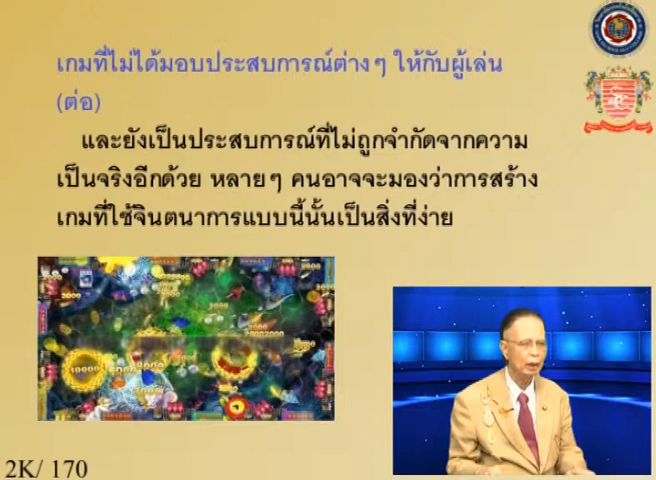 เกมที่ไม่ได้มอบประสบการณ์ต่างๆ ให้กับผู้เล่น
(ต่อ)
และยังเป็นประสบการณ์ที่ไม่ถูกจำกัดจากความ
เป็นจริงอีกด้วย หลายๆ คนอาจจะมองว่าการสร้าง
เกมที่ใช้จินตนาการแบบนี้นั้นเป็นสิ่งที่ง่าย
10000
2K/ 170